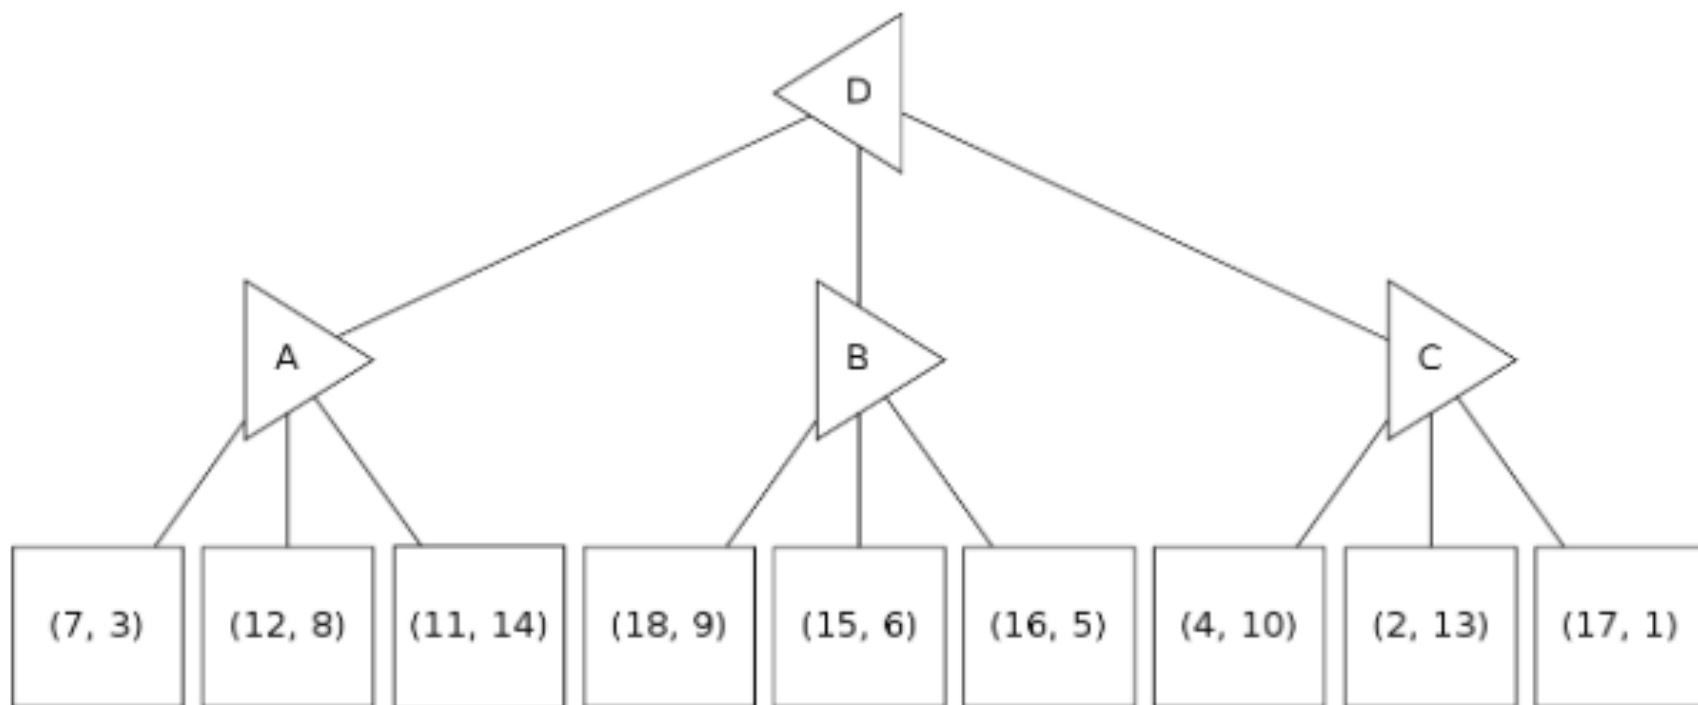 D
A
B
C
(7, 3)
(12, 8)
(11, 14)
(18, 9)
(15, 6)
(16, 5)
(4, 10)
(2, 13)
(17, 1)